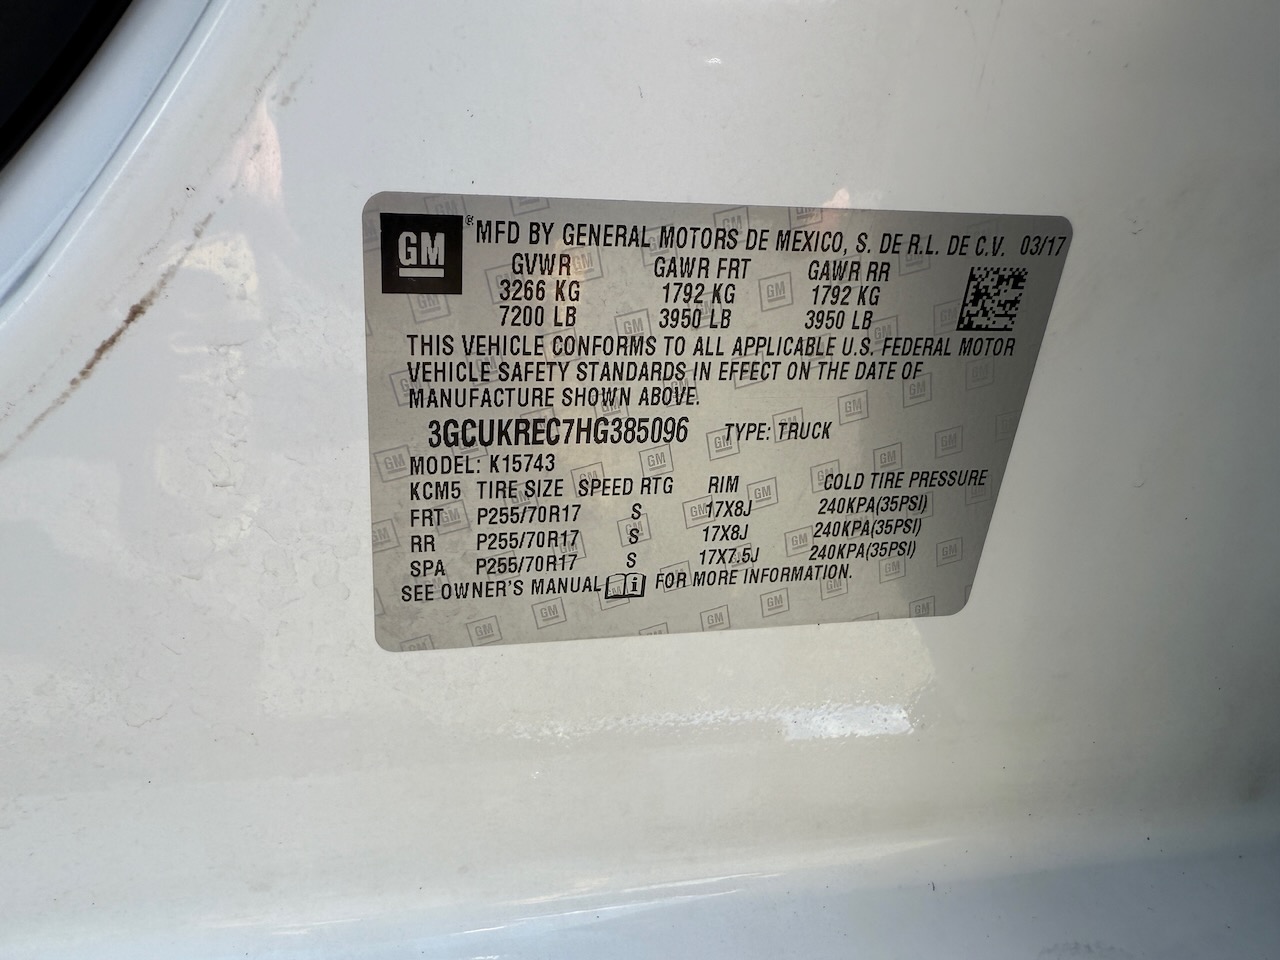 GM ® MFD BY GENERAL MOTORS DE MEXICO, S. DE R.L. DE C.V. 03/17
GVWR GAWR FRT GAWR RR
3266 KG 1792 KG 1792 KG
7200 LB 3950 LB 3950 LB
THIS VEHICLE CONFORMS TO ALL APPLICABLE U.S. FEDERAL MOTOR
VEHICLE SAFETY STANDARDS IN EFFECT ON THE DATE OF
MANUFACTURE SHOWN ABOVE.
3GCUKREC7HG385096 TYPE: TRUCK
MODEL: K15743
KCM5 TIRE SIZE SPEED RTG RIM COLD TIRE PRESSURE
FRT P255/70R17 S 17X8J 240KPA(35PSI)
RR P255/70R17 S 17X8J 240KPA(35PSI)
SPA P255/70R17 S 17X7.5J 240KPA(35PSI)
SEE OWNER'S MANUAL i FOR MORE INFORMATION.